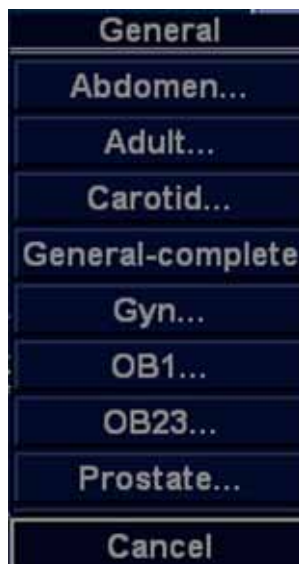 General
Abdomen...
Adult...
Carotid...
General-complete
Gyn...
OB1...
OB23...
Prostate...
Cancel